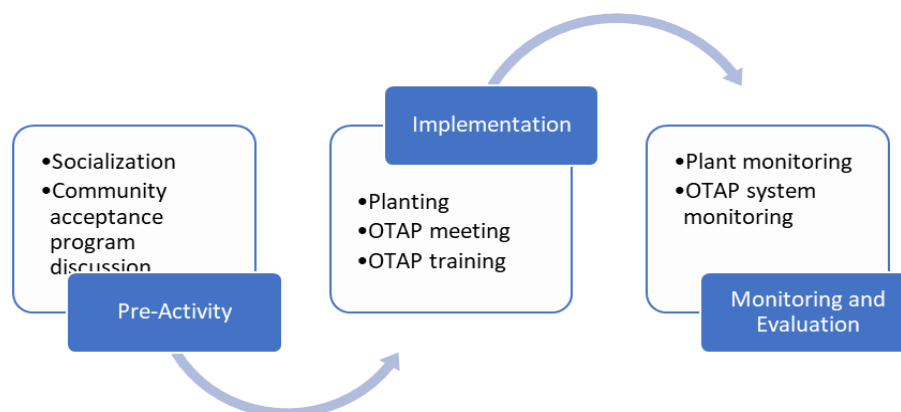 •Socialization
•Community
acceptance
program
discussion
Pre-Activity
Implementation
•Planting
•OTAP meeting
•OTAP training
•Plant monitoring
•OTAP system
monitoring
Monitoring and
Evaluation